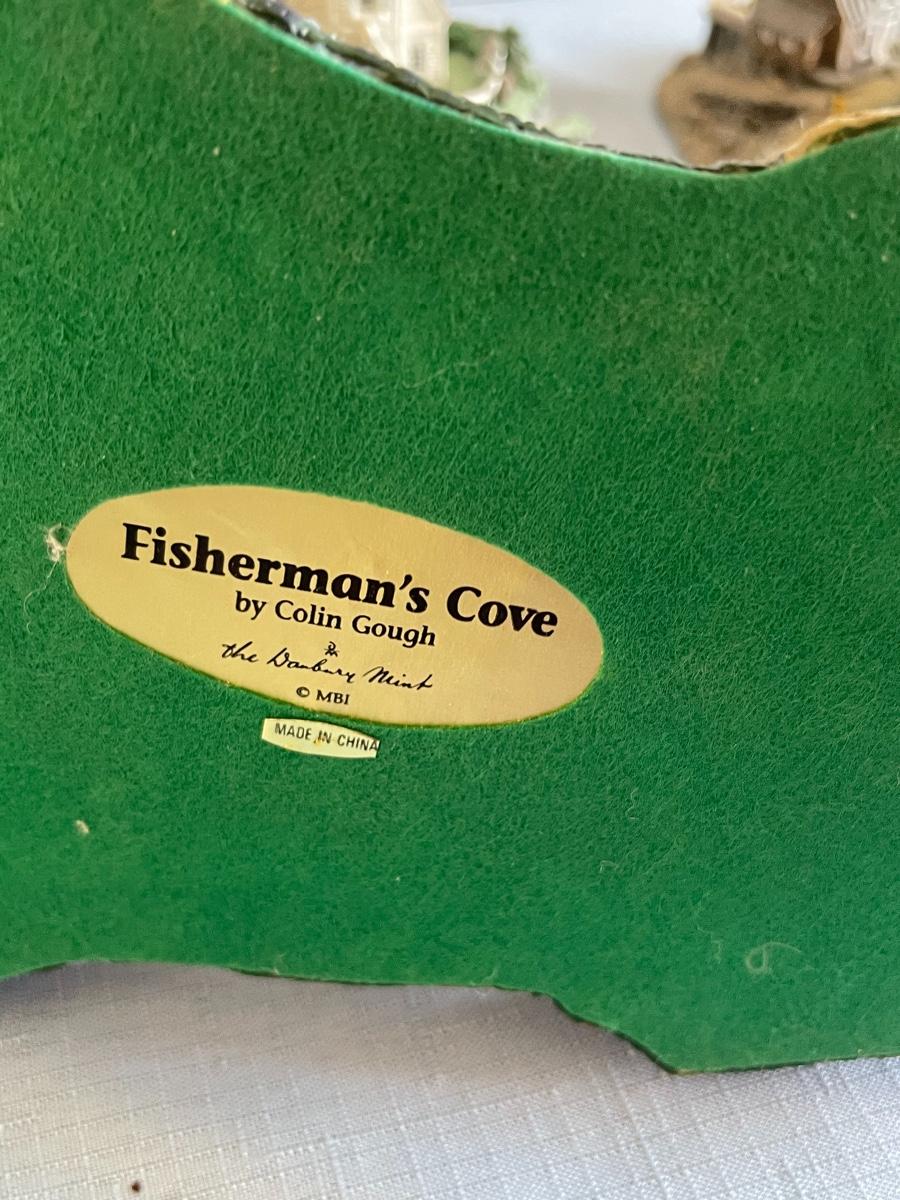 Fisherman's Cove
by Colin Gough
the Danbury Mint
© MBI
MADE IN CHINA